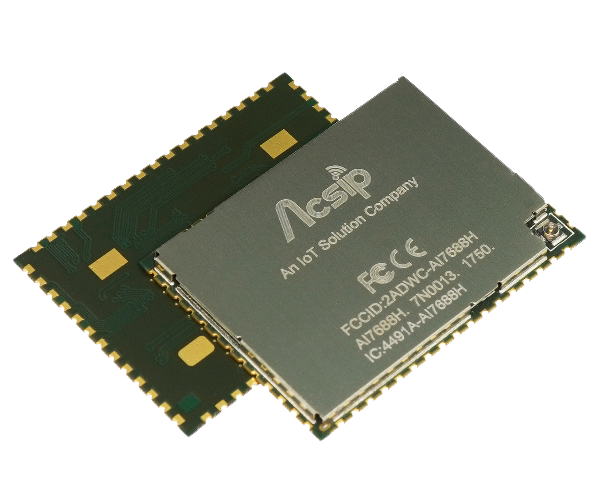 Acsip
An IoT Solution Company
FC CE
FCCID:2ADWC-AI7688H
AI7688H. 7N0013. 1750.
IC:4491A-AI7688H